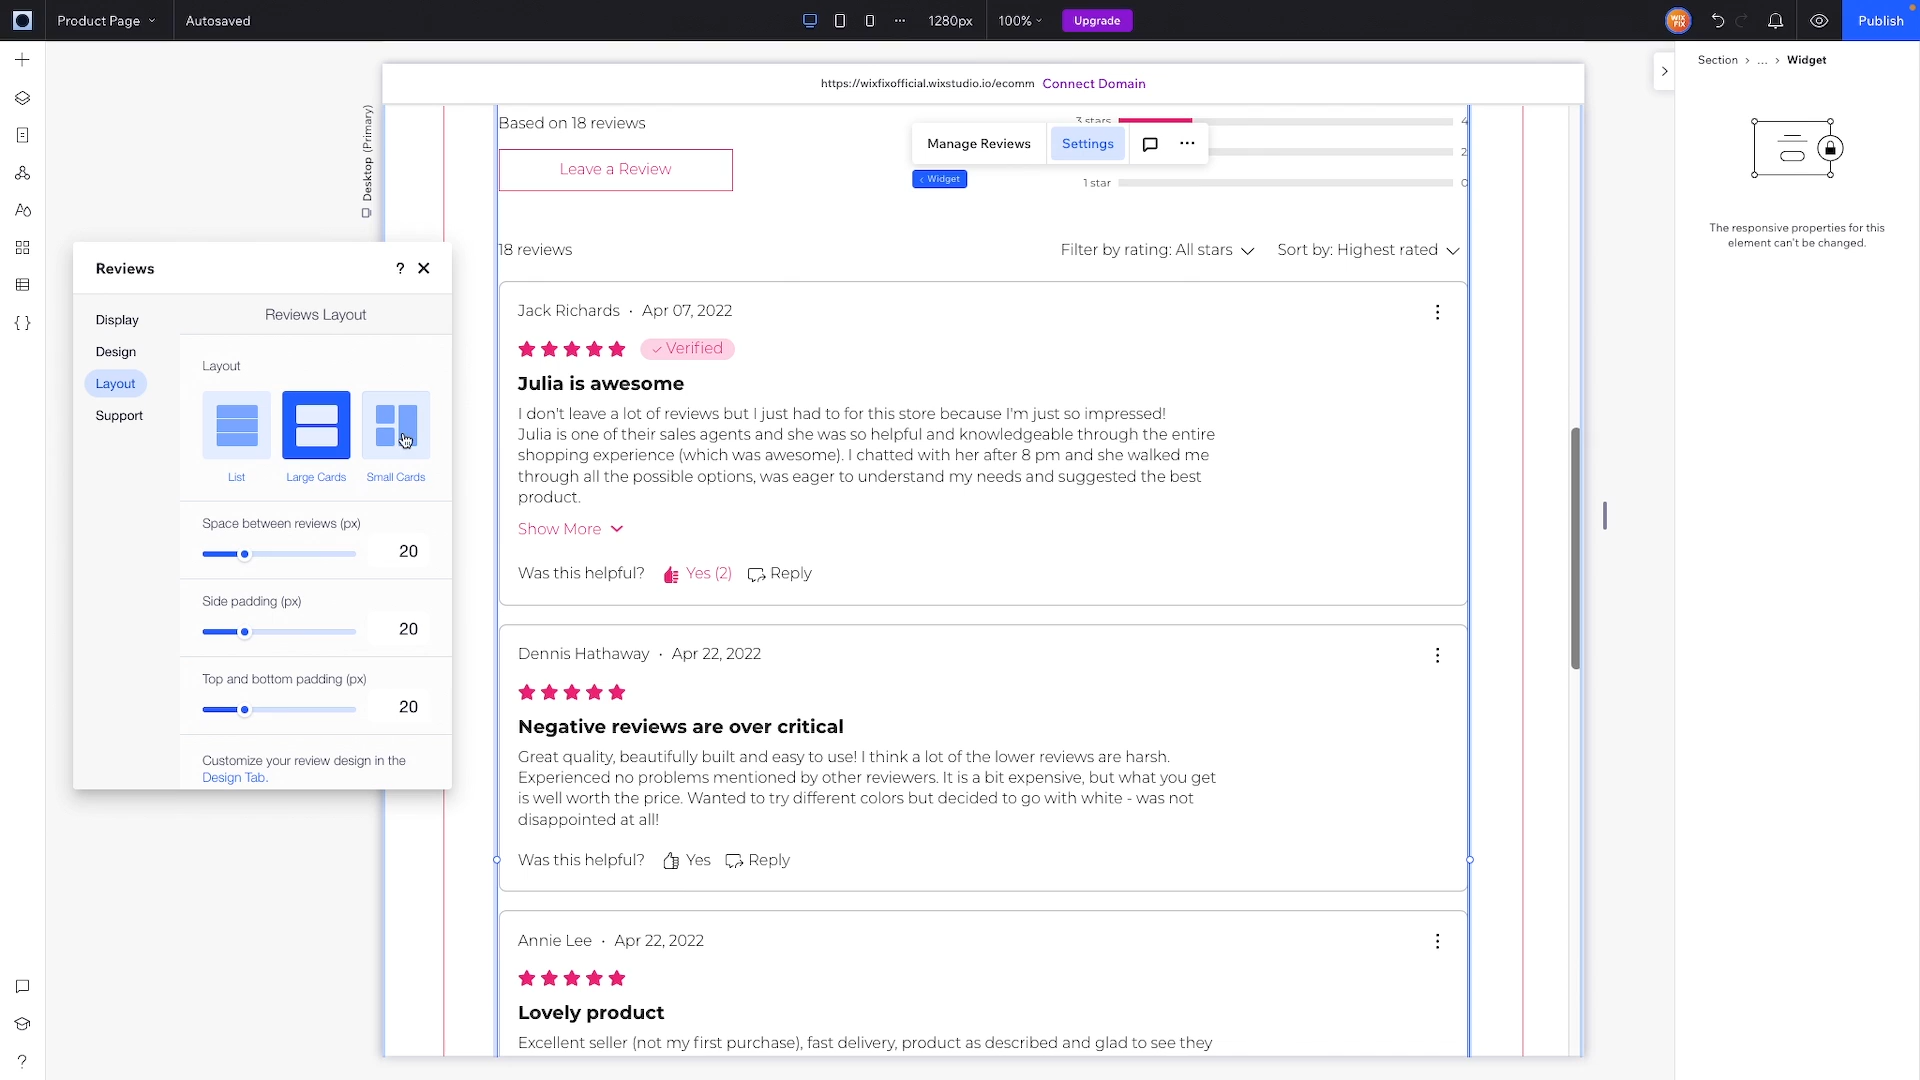 Product Page
Autosaved
1280px
100%
Upgrade
WIX
FIX
Publish
https://wixfixofficial.wixstudio.io/ecomm
Connect Domain
Section > ... > Widget
Desktop (Primary)
Based on 18 reviews
Leave a Review
3 stars
4
2
1 star
0
Manage Reviews
Settings
Widget
The responsive properties for this
element can't be changed.
18 reviews
Filter by rating: All stars
Sort by: Highest rated
Reviews
?
Display
Design
Layout
Support
Reviews Layout
Layout
List
Large Cards
Small Cards
Space between reviews (px)
20
Side padding (px)
20
Top and bottom padding (px)
20
Customize your review design in the
Design Tab.
Jack Richards · Apr 07, 2022
Verified
Julia is awesome
I don't leave a lot of reviews but I just had to for this store because I'm just so impressed!
Julia is one of their sales agents and she was so helpful and knowledgeable through the entire
shopping experience (which was awesome). I chatted with her after 8 pm and she walked me
through all the possible options, was eager to understand my needs and suggested the best
product.
Show More
Was this helpful?
Yes (2)
Reply
Dennis Hathaway · Apr 22, 2022
Negative reviews are over critical
Great quality, beautifully built and easy to use! I think a lot of the lower reviews are harsh.
Experienced no problems mentioned by other reviewers. It is a bit expensive, but what you get
is well worth the price. Wanted to try different colors but decided to go with white - was not
disappointed at all!
Was this helpful?
Yes
Reply
Annie Lee · Apr 22, 2022
Lovely product
Excellent seller (not my first purchase), fast delivery, product as described and glad to see they
?